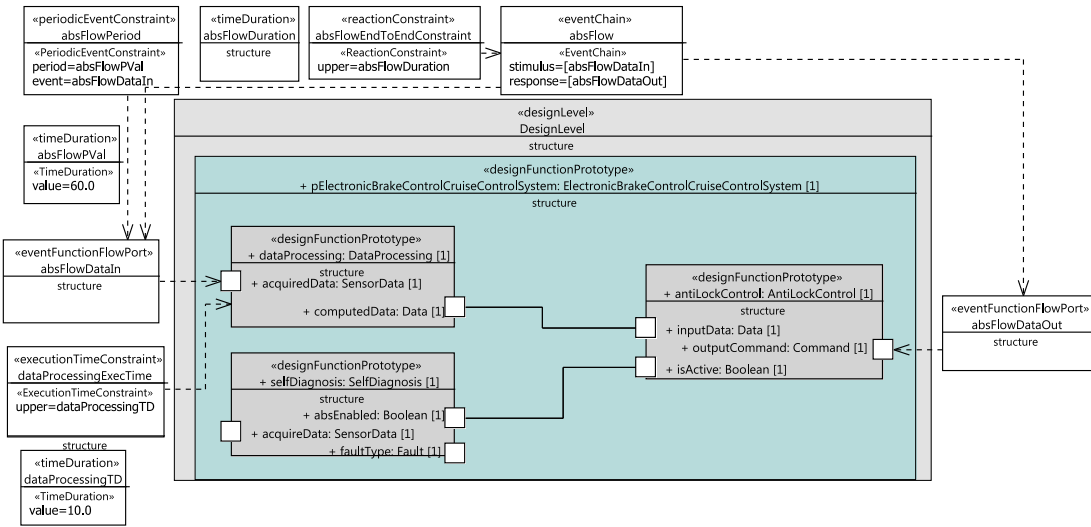 «periodicEventConstraint»
absFlowPeriod
«PeriodicEventConstraint»
period=absFlowPVal
event=absFlowDataIn
«timeDuration»
absFlowDuration
structure
«reactionConstraint»
absFlowEndToEndConstraint
«ReactionConstraint»
upper=absFlowDuration
«eventChain»
absFlow
«EventChain»
stimulus=[absFlowDataIn]
response=[absFlowDataOut]
«timeDuration»
absFlowPVal
«TimeDuration»
value=60.0
«designLevel»
DesignLevel
structure
«designFunctionPrototype»
+ pElectronicBrakeControlCruiseControlSystem: ElectronicBrakeControlCruiseControlSystem [1]
structure
«eventFunctionFlowPort»
absFlowDataIn
structure
«designFunctionPrototype»
+ dataProcessing: DataProcessing [1]
structure
+ acquiredData: SensorData [1]
+ computedData: Data [1]
«designFunctionPrototype»
+ antiLockControl: AntiLockControl [1]
structure
+ inputData: Data [1]
+ outputCommand: Command [1]
+ isActive: Boolean [1]
«eventFunctionFlowPort»
absFlowDataOut
structure
«executionTimeConstraint»
dataProcessingExecTime
«ExecutionTimeConstraint»
upper=dataProcessingTD
structure
«designFunctionPrototype»
+ selfDiagnosis: SelfDiagnosis [1]
structure
+ absEnabled: Boolean [1]
+ acquireData: SensorData [1]
+ faultType: Fault [1]
«timeDuration»
dataProcessingTD
«TimeDuration»
value=10.0